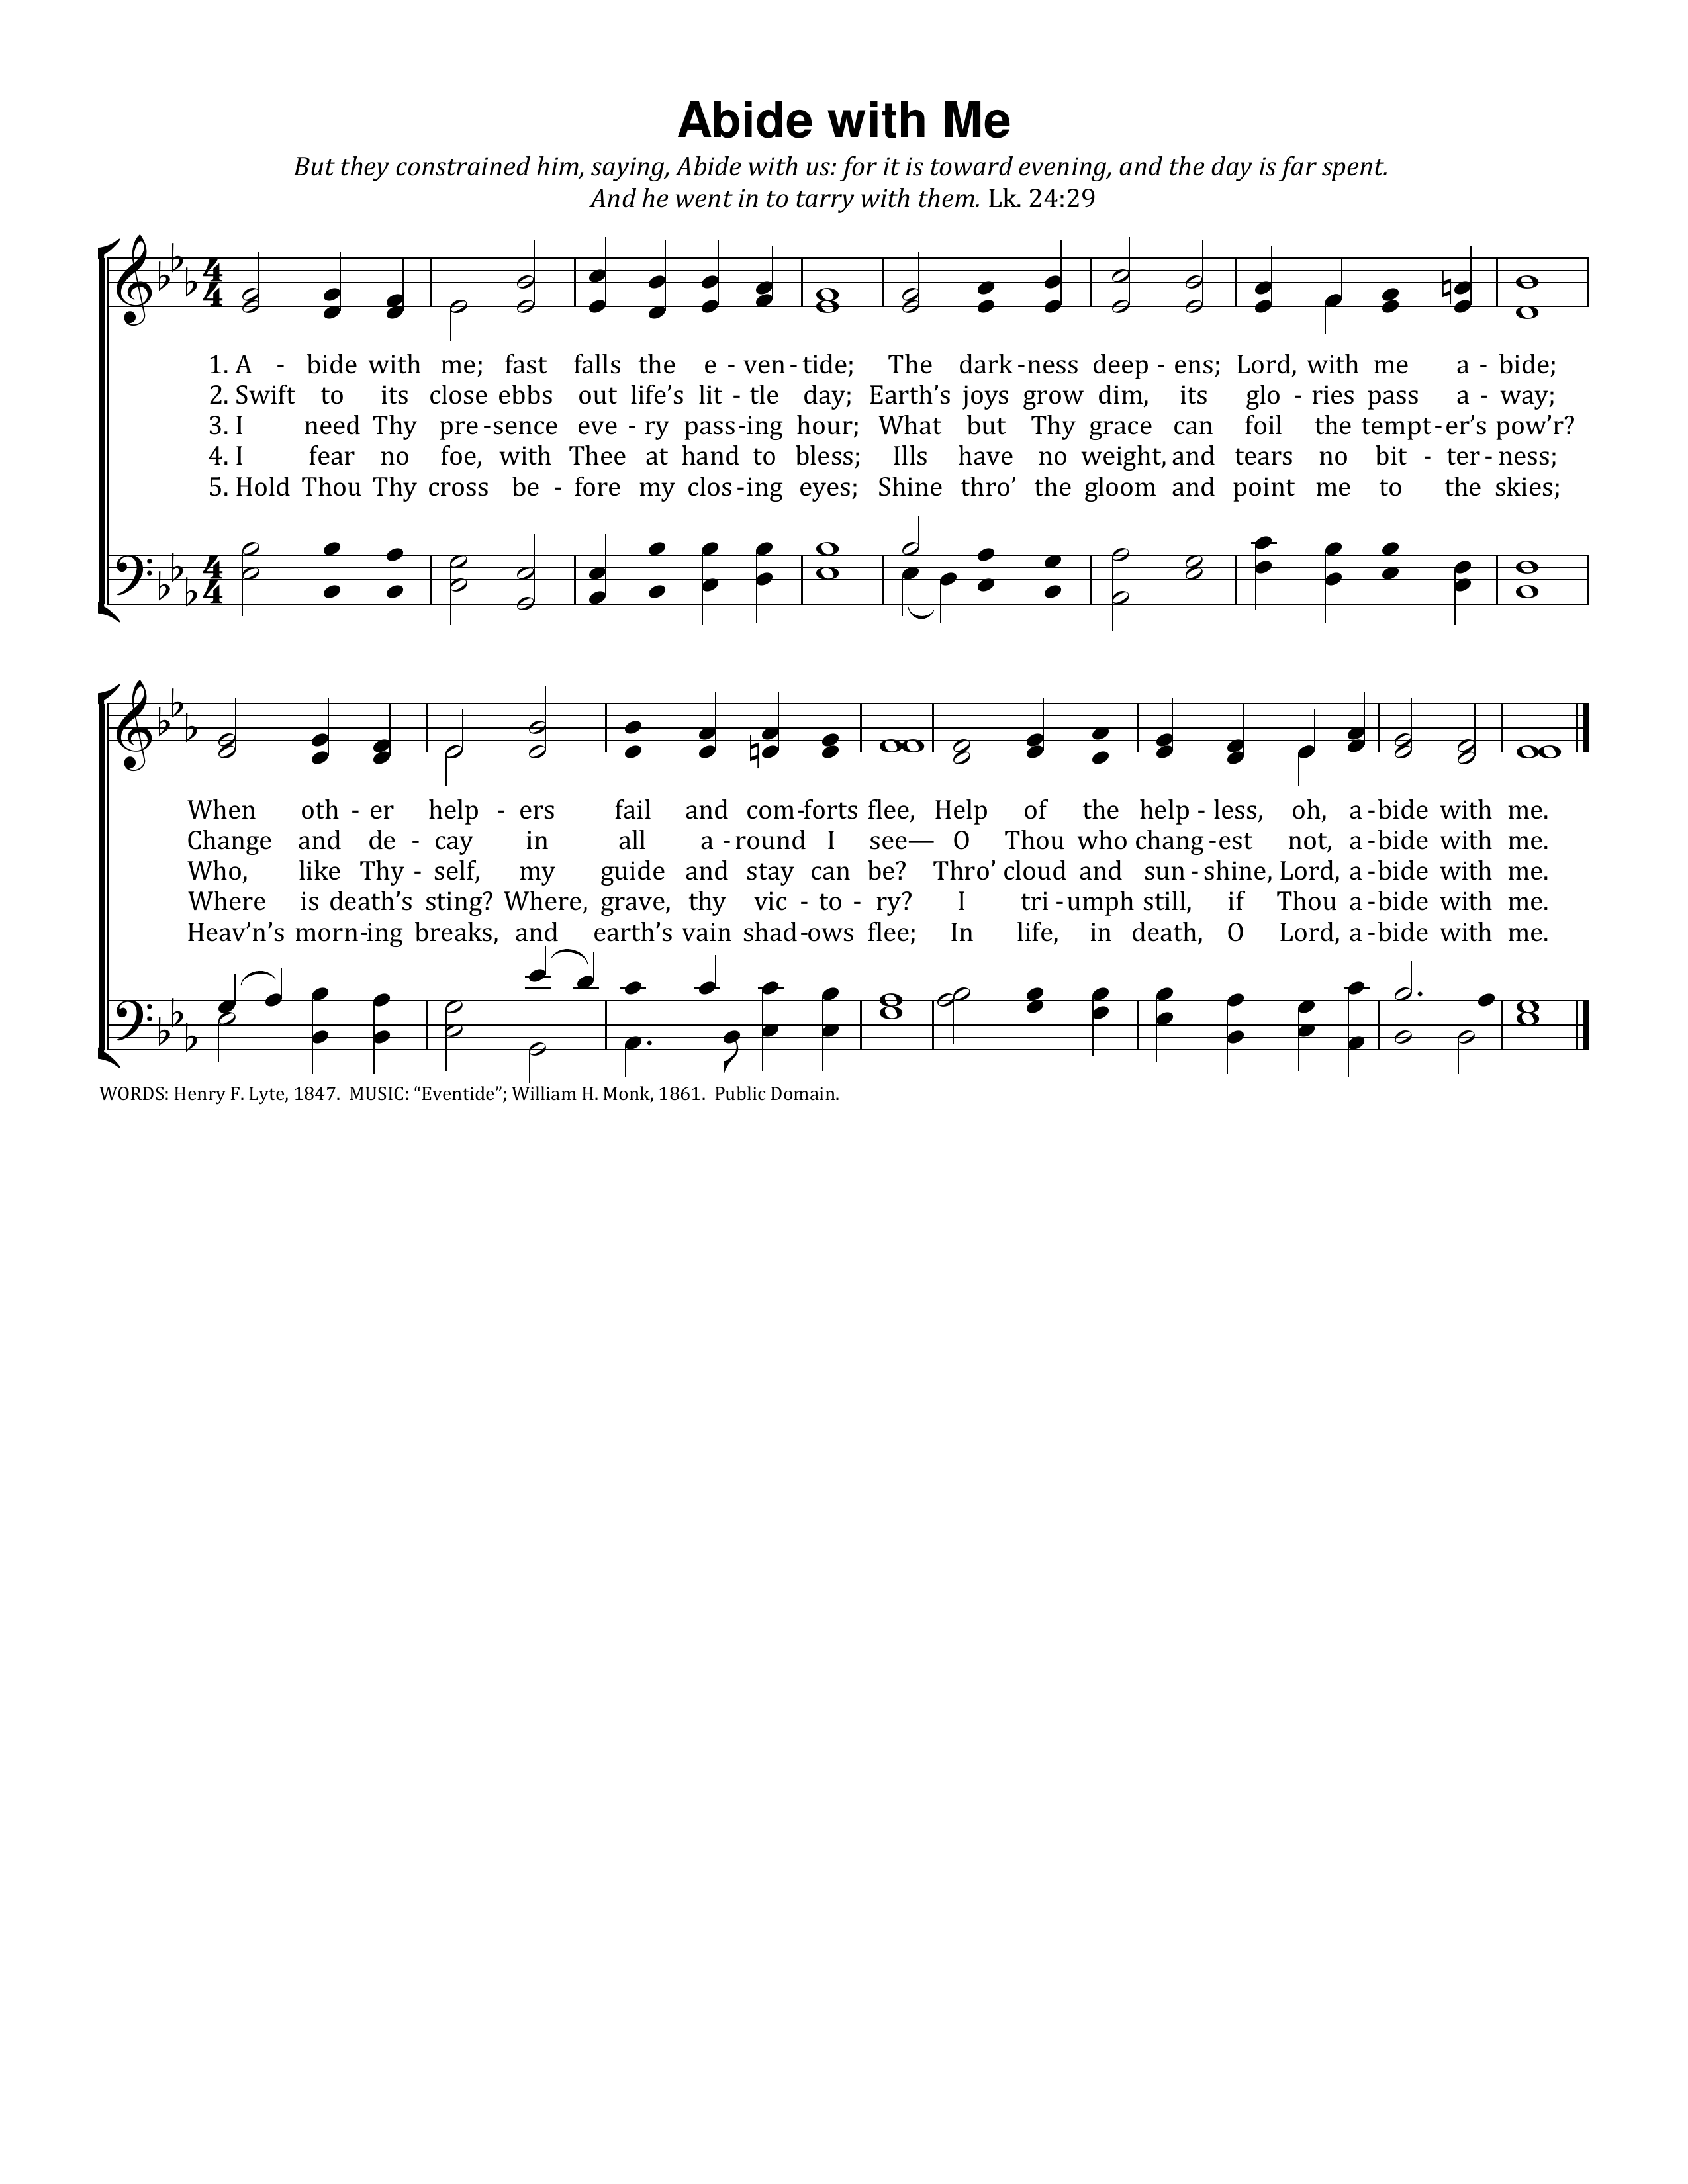 Abide with Me
But they constrained him, saying, Abide with us: for it is toward evening, and the day is far spent.
And he went in to tarry with them. Lk. 24:29
4
4
1. A - bide with me; fast falls the e - ven - tide; The dark - ness deep - ens; Lord, with me a - bide;
2. Swift to its close ebbs out life’s lit - tle day; Earth’s joys grow dim, its glo - ries pass a - way;
3. I need Thy pre - sence eve - ry pass - ing hour; What but Thy grace can foil the tempt - er’s pow’r?
4. I fear no foe, with Thee at hand to bless; Ills have no weight, and tears no bit - ter - ness;
5. Hold Thou Thy cross be - fore my clos - ing eyes; Shine thro’ the gloom and point me to the skies;
4
4
When oth - er help - ers fail and com - forts flee, Help of the help - less, oh, a - bide with me.
Change and de - cay in all a - round I see— O Thou who chang - est not, a - bide with me.
Who, like Thy - self, my guide and stay can be? Thro’ cloud and sun - shine, Lord, a - bide with me.
Where is death’s sting? Where, grave, thy vic - to - ry? I tri - umph still, if Thou a - bide with me.
Heav’n’s morn - ing breaks, and earth’s vain shad - ows flee; In life, in death, O Lord, a - bide with me.
WORDS: Henry F. Lyte, 1847. MUSIC: “Eventide”; William H. Monk, 1861. Public Domain.